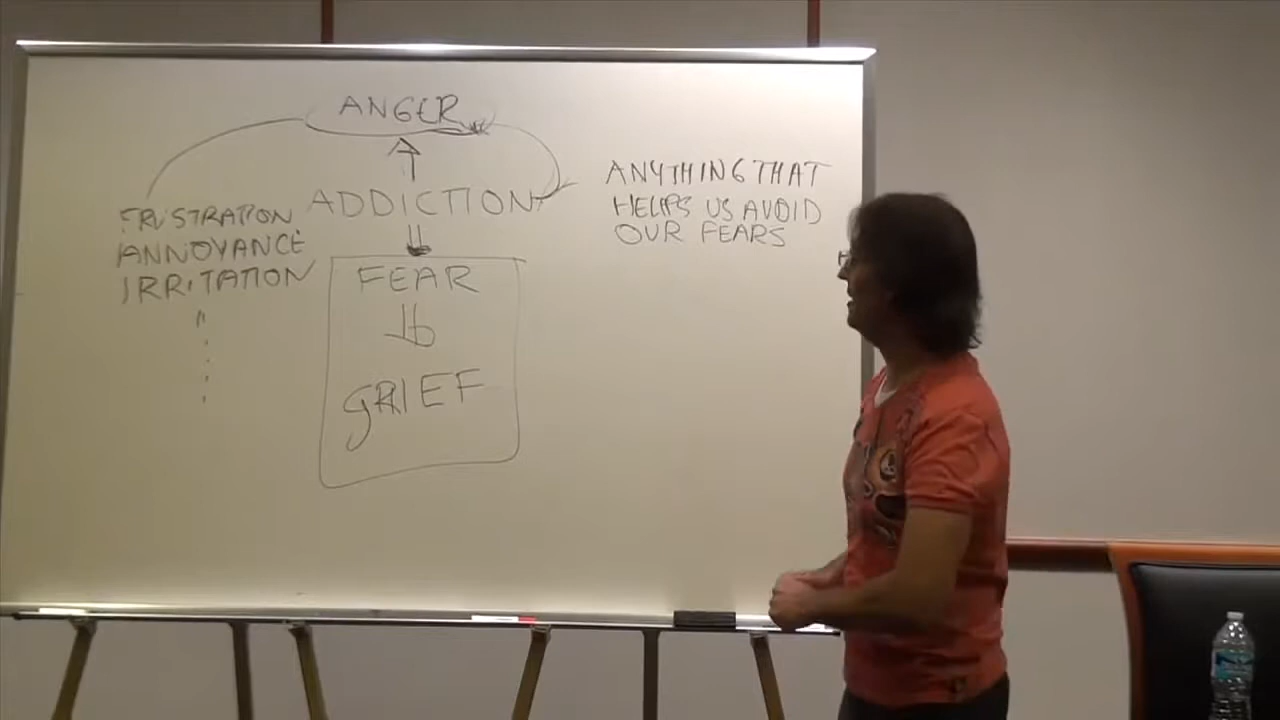 ANGER
ADDICTION
ANYTHING THAT
HELPS US AVOID
OUR FEARS
FRUSTRATION
ANNOYANCE
IRRITATION
FEAR
GRIEF